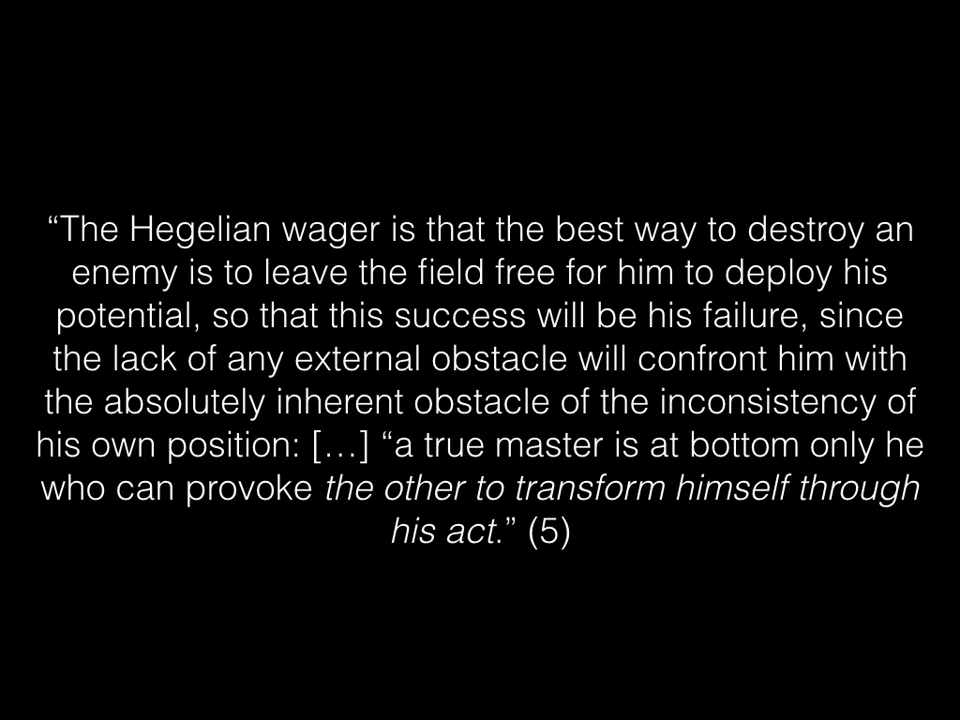 “The Hegelian wager is that the best way to destroy an
enemy is to leave the field free for him to deploy his
potential, so that this success will be his failure, since
the lack of any external obstacle will confront him with
the absolutely inherent obstacle of the inconsistency of
his own position: […] “a true master is at bottom only he
who can provoke the other to transform himself through
his act.” (5)